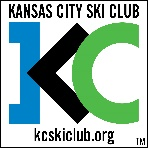 KANSAS CITY SKI CLUB
KC
kcskiclub.org
TM